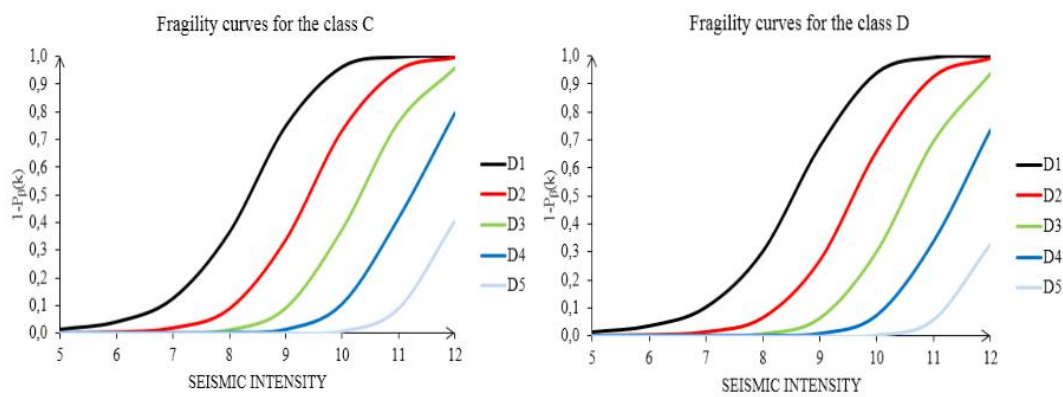 Fragility curves for the class C
1,0
0,9
0,8
0,7
0,6
0,5
0,4
0,3
0,2
0,1
0,0
1-Pβ(k)
5 6 7 8 9 10 11 12
SEISMIC INTENSITY
D1
D2
D3
D4
D5
Fragility curves for the class D
1,0
0,9
0,8
0,7
0,6
0,5
0,4
0,3
0,2
0,1
0,0
1-Pβ(k)
5 6 7 8 9 10 11 12
SEISMIC INTENSITY
D1
D2
D3
D4
D5